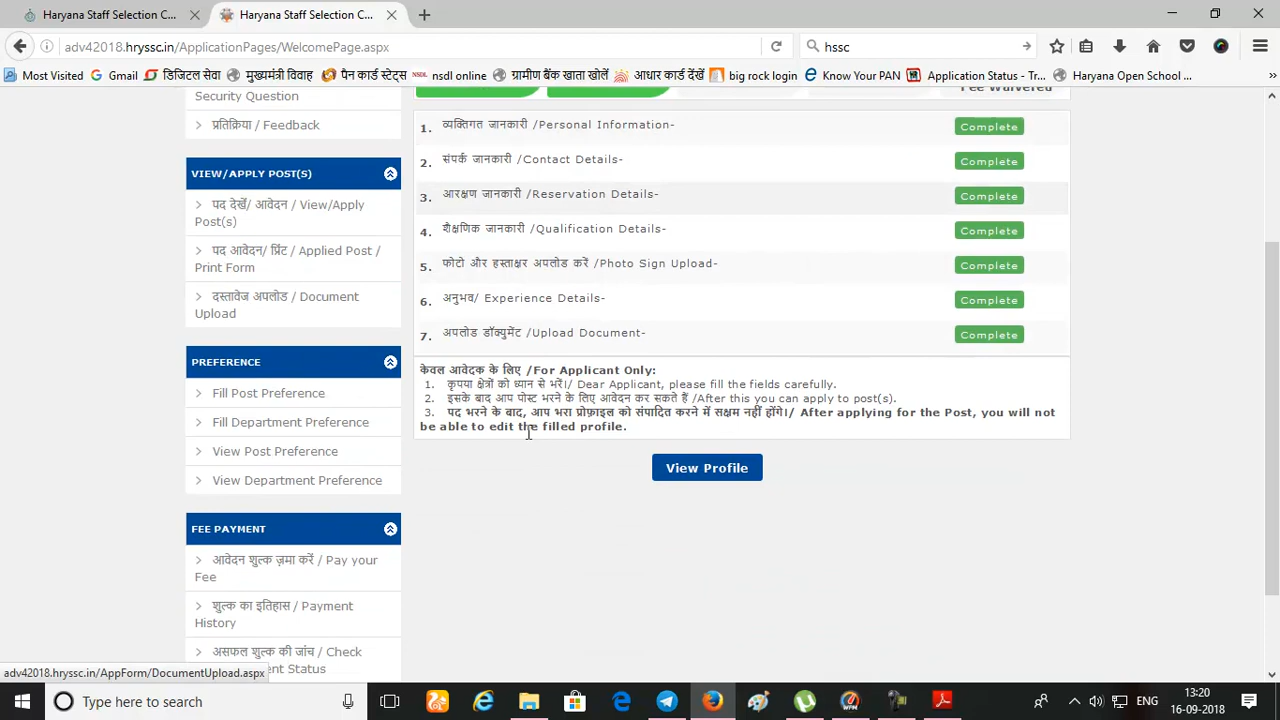 Haryana Staff Selection C...
Haryana Staff Selection C...
adv42018.hryssc.in/ApplicationPages/WelcomePage.aspx
hssc
Most Visited
Gmail
डिजिटल सेवा
मुख्यमंत्री विवाह
पैन कार्ड स्टेट्स
NSDL nsdl online
ग्रामीण बैंक खाता खोलें
आधार कार्ड देखें
big rock login
Know Your PAN
Application Status - Tr...
Haryana Open School ...
Security Question
प्रतिक्रिया / Feedback
VIEW/APPLY POST(S)
पद देखें/ आवेदन / View/Apply
Post(s)
पद आवेदन/ प्रिंट / Applied Post /
Print Form
दस्तावेज अपलोड / Document
Upload
PREFERENCE
Fill Post Preference
Fill Department Preference
View Post Preference
View Department Preference
FEE PAYMENT
आवेदन शुल्क ज़मा करें / Pay your
Fee
शुल्क का इतिहास / Payment
History
असफल शुल्क की जांच / Check
ent Status
Fee Waivered
1. व्यक्तिगत जानकारी /Personal Information- Complete
2. संपर्क जानकारी /Contact Details- Complete
3. आरक्षण जानकारी /Reservation Details- Complete
4. शैक्षणिक जानकारी /Qualification Details- Complete
5. फोटो और हस्ताक्षर अपलोड करें /Photo Sign Upload- Complete
6. अनुभव/ Experience Details- Complete
7. अपलोड डॉक्युमेंट /Upload Document- Complete
केवल आवेदक के लिए /For Applicant Only:
1. कृपया क्षेत्रों को ध्यान से भरें।/ Dear Applicant, please fill the fields carefully.
2. इसके बाद आप पोस्ट भरने के लिए आवेदन कर सकते हैं /After this you can apply to post(s).
3. पद भरने के बाद, आप भरा प्रोफ़ाइल को संपादित करने में सक्षम नहीं होंगे।/ After applying for the Post, you will not
be able to edit the filled profile.
View Profile
adv42018.hryssc.in/AppForm/DocumentUpload.aspx
Type here to search
ENG
13:20
16-09-2018